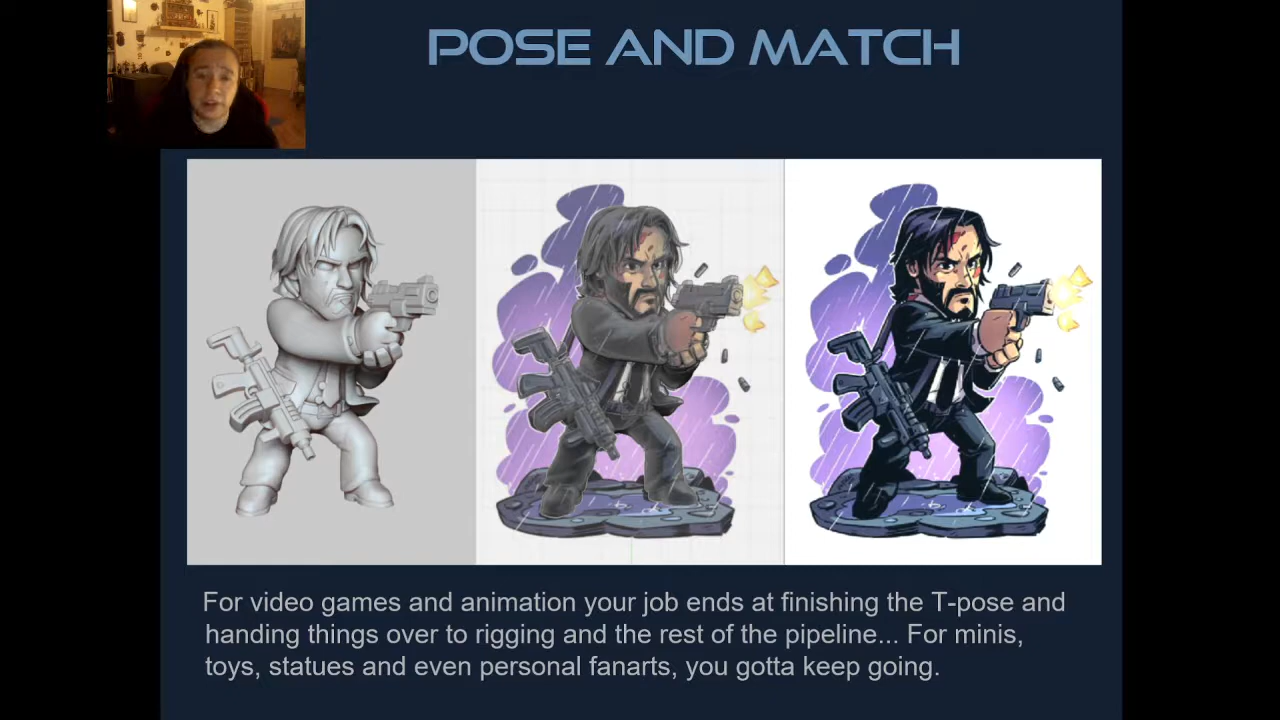 POSE AND MATCH
For video games and animation your job ends at finishing the T-pose and
handing things over to rigging and the rest of the pipeline... For minis,
toys, statues and even personal fanarts, you gotta keep going.